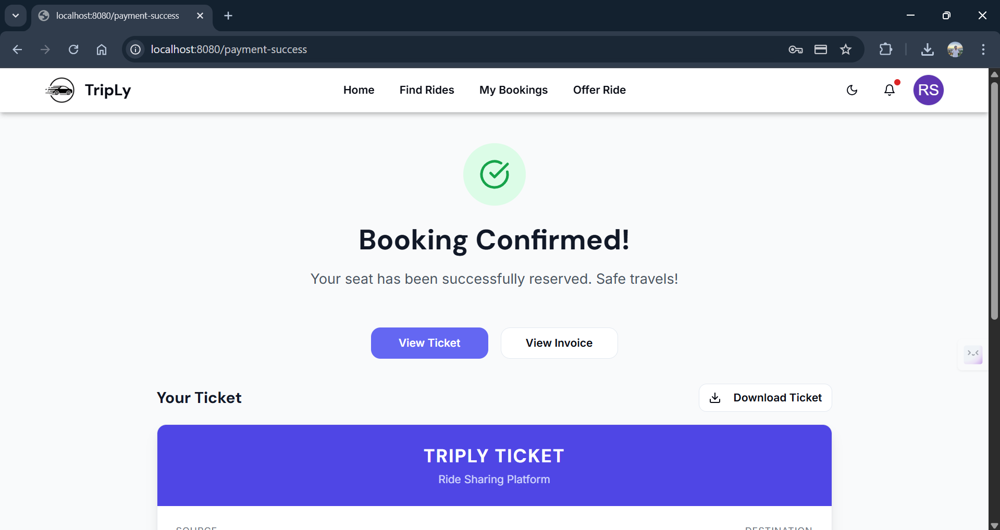 localhost:8080/payment-success
localhost:8080/payment-success
TripLy
Home
Find Rides
My Bookings
Offer Ride
RS
Booking Confirmed!
Your seat has been successfully reserved. Safe travels!
View Ticket
View Invoice
Your Ticket
Download Ticket
TRIPLY TICKET
Ride Sharing Platform
SOURCE
DESTINATION